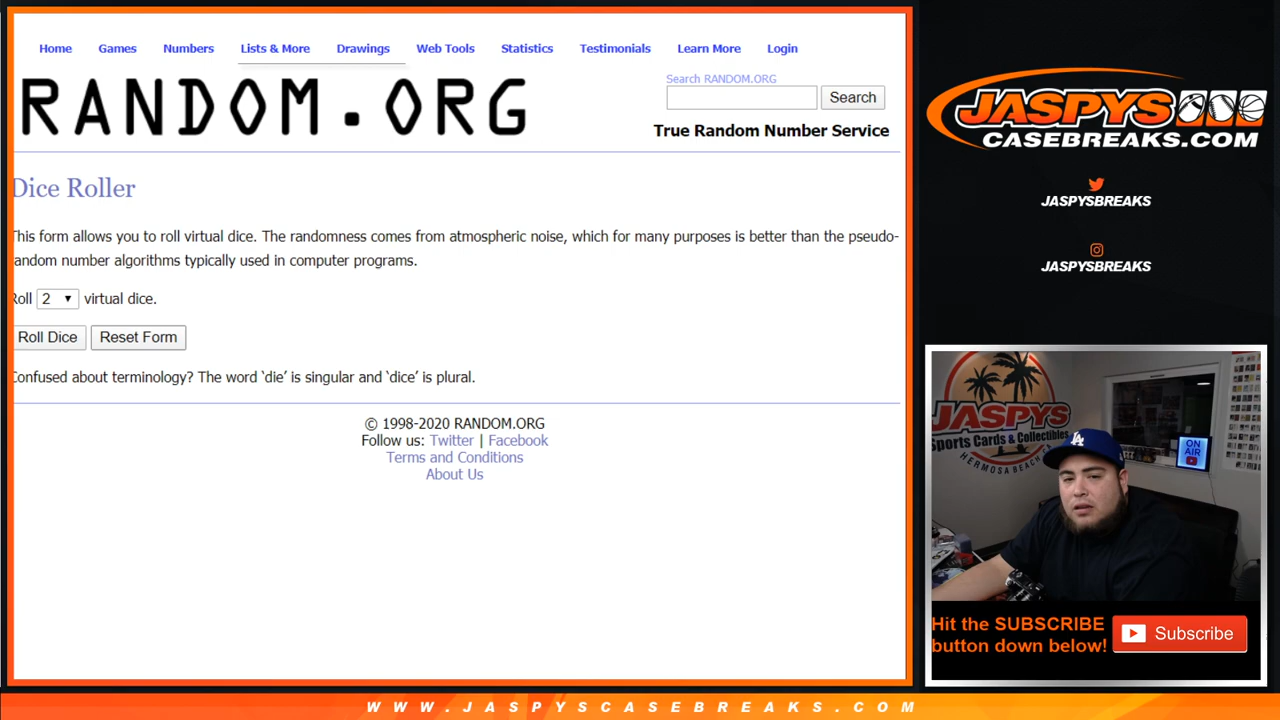 Home Games Numbers Lists & More Drawings Web Tools Statistics Testimonials Learn More Login
RANDOM.ORG
Search RANDOM.ORG
Search
True Random Number Service
Dice Roller
This form allows you to roll virtual dice. The randomness comes from atmospheric noise, which for many purposes is better than the pseudo-
random number algorithms typically used in computer programs.
Roll 2 virtual dice.
Roll Dice Reset Form
Confused about terminology? The word ‘die’ is singular and ‘dice’ is plural.
© 1998-2020 RANDOM.ORG
Follow us: Twitter | Facebook
Terms and Conditions
About Us
JASPYS
CASEBREAKS.COM
JASPYSBREAKS
JASPYSBREAKS
JASPYS
Sports Cards & Collectibles
HERMOSA BEACH
LA
ON
AIR
Hit the SUBSCRIBE
button down below!
Subscribe
WWW.JASPYSCASEBREAKS.COM